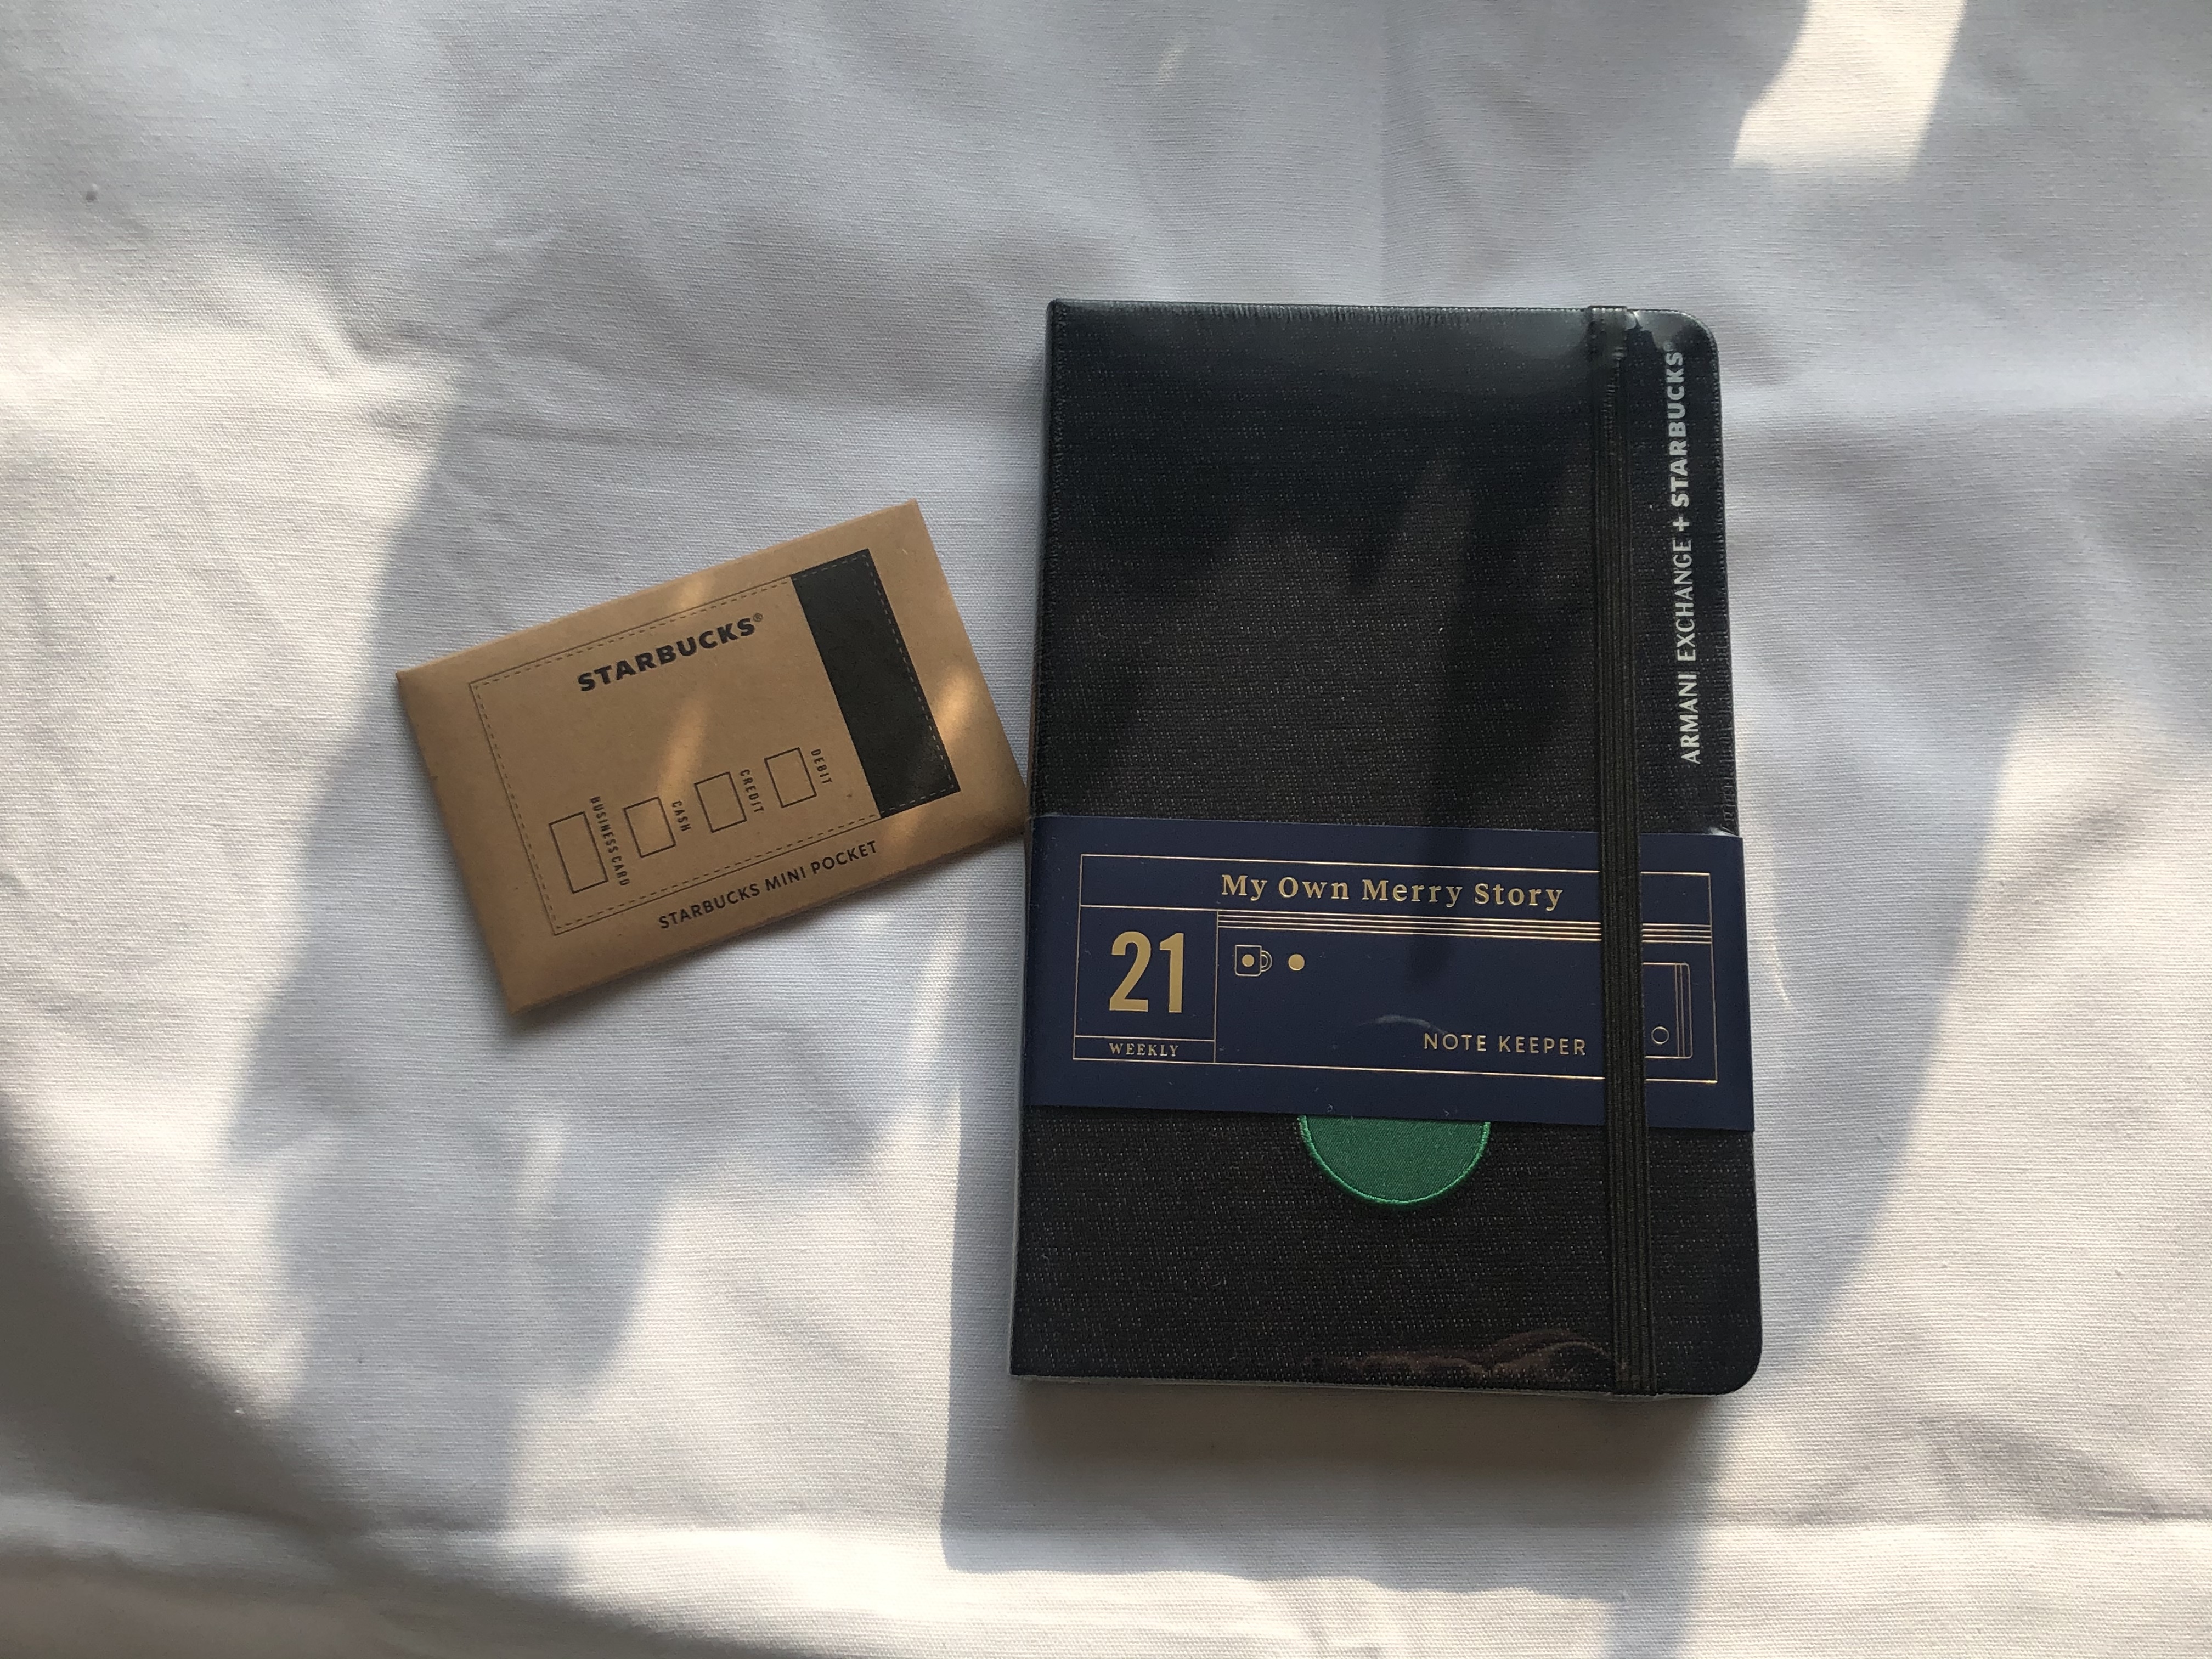 STARBUCKS®
BUSINESS CARD
CASH
CREDIT
DEBIT
STARBUCKS MINI POCKET
ARMANI EXCHANGE + STARBUCKS®
My Own Merry Story
21
WEEKLY
NOTE KEEPER